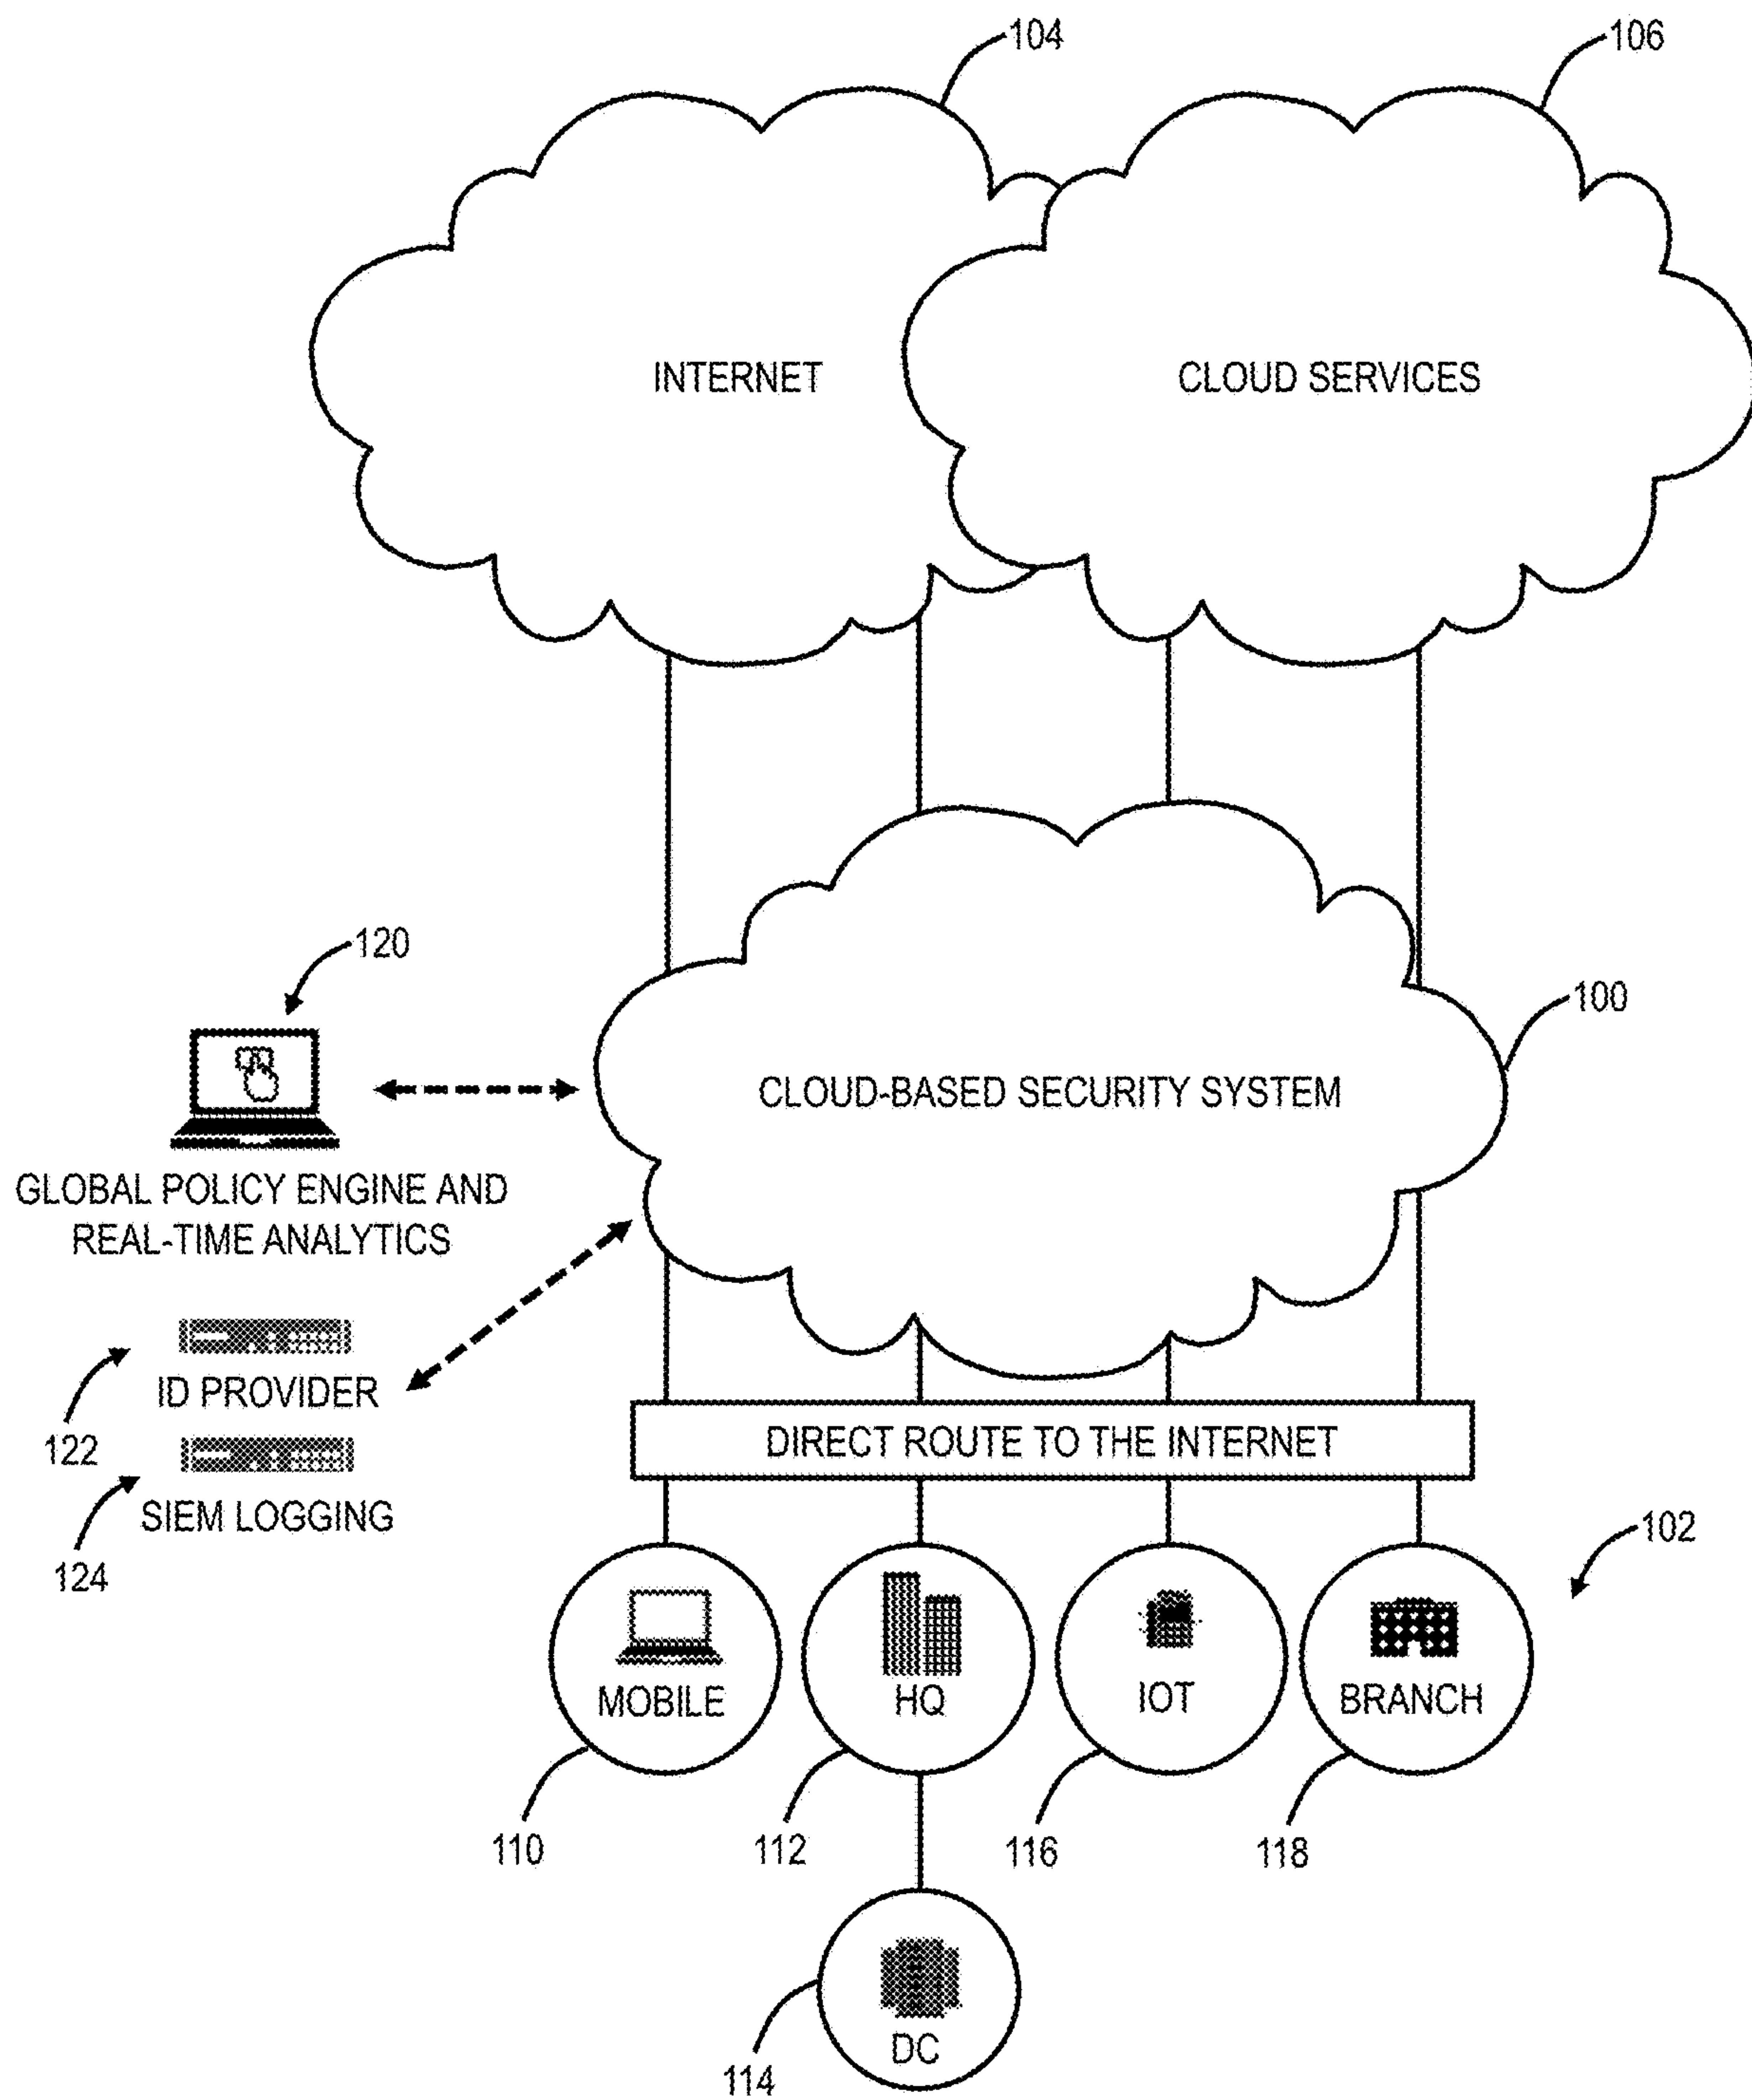 104
106
INTERNET
CLOUD SERVICES
120
100
CLOUD-BASED SECURITY SYSTEM
GLOBAL POLICY ENGINE AND
REAL-TIME ANALYTICS
ID PROVIDER
122
DIRECT ROUTE TO THE INTERNET
SIEM LOGGING
124
102
MOBILE
HQ
IOT
BRANCH
110
112
116
118
DC
114